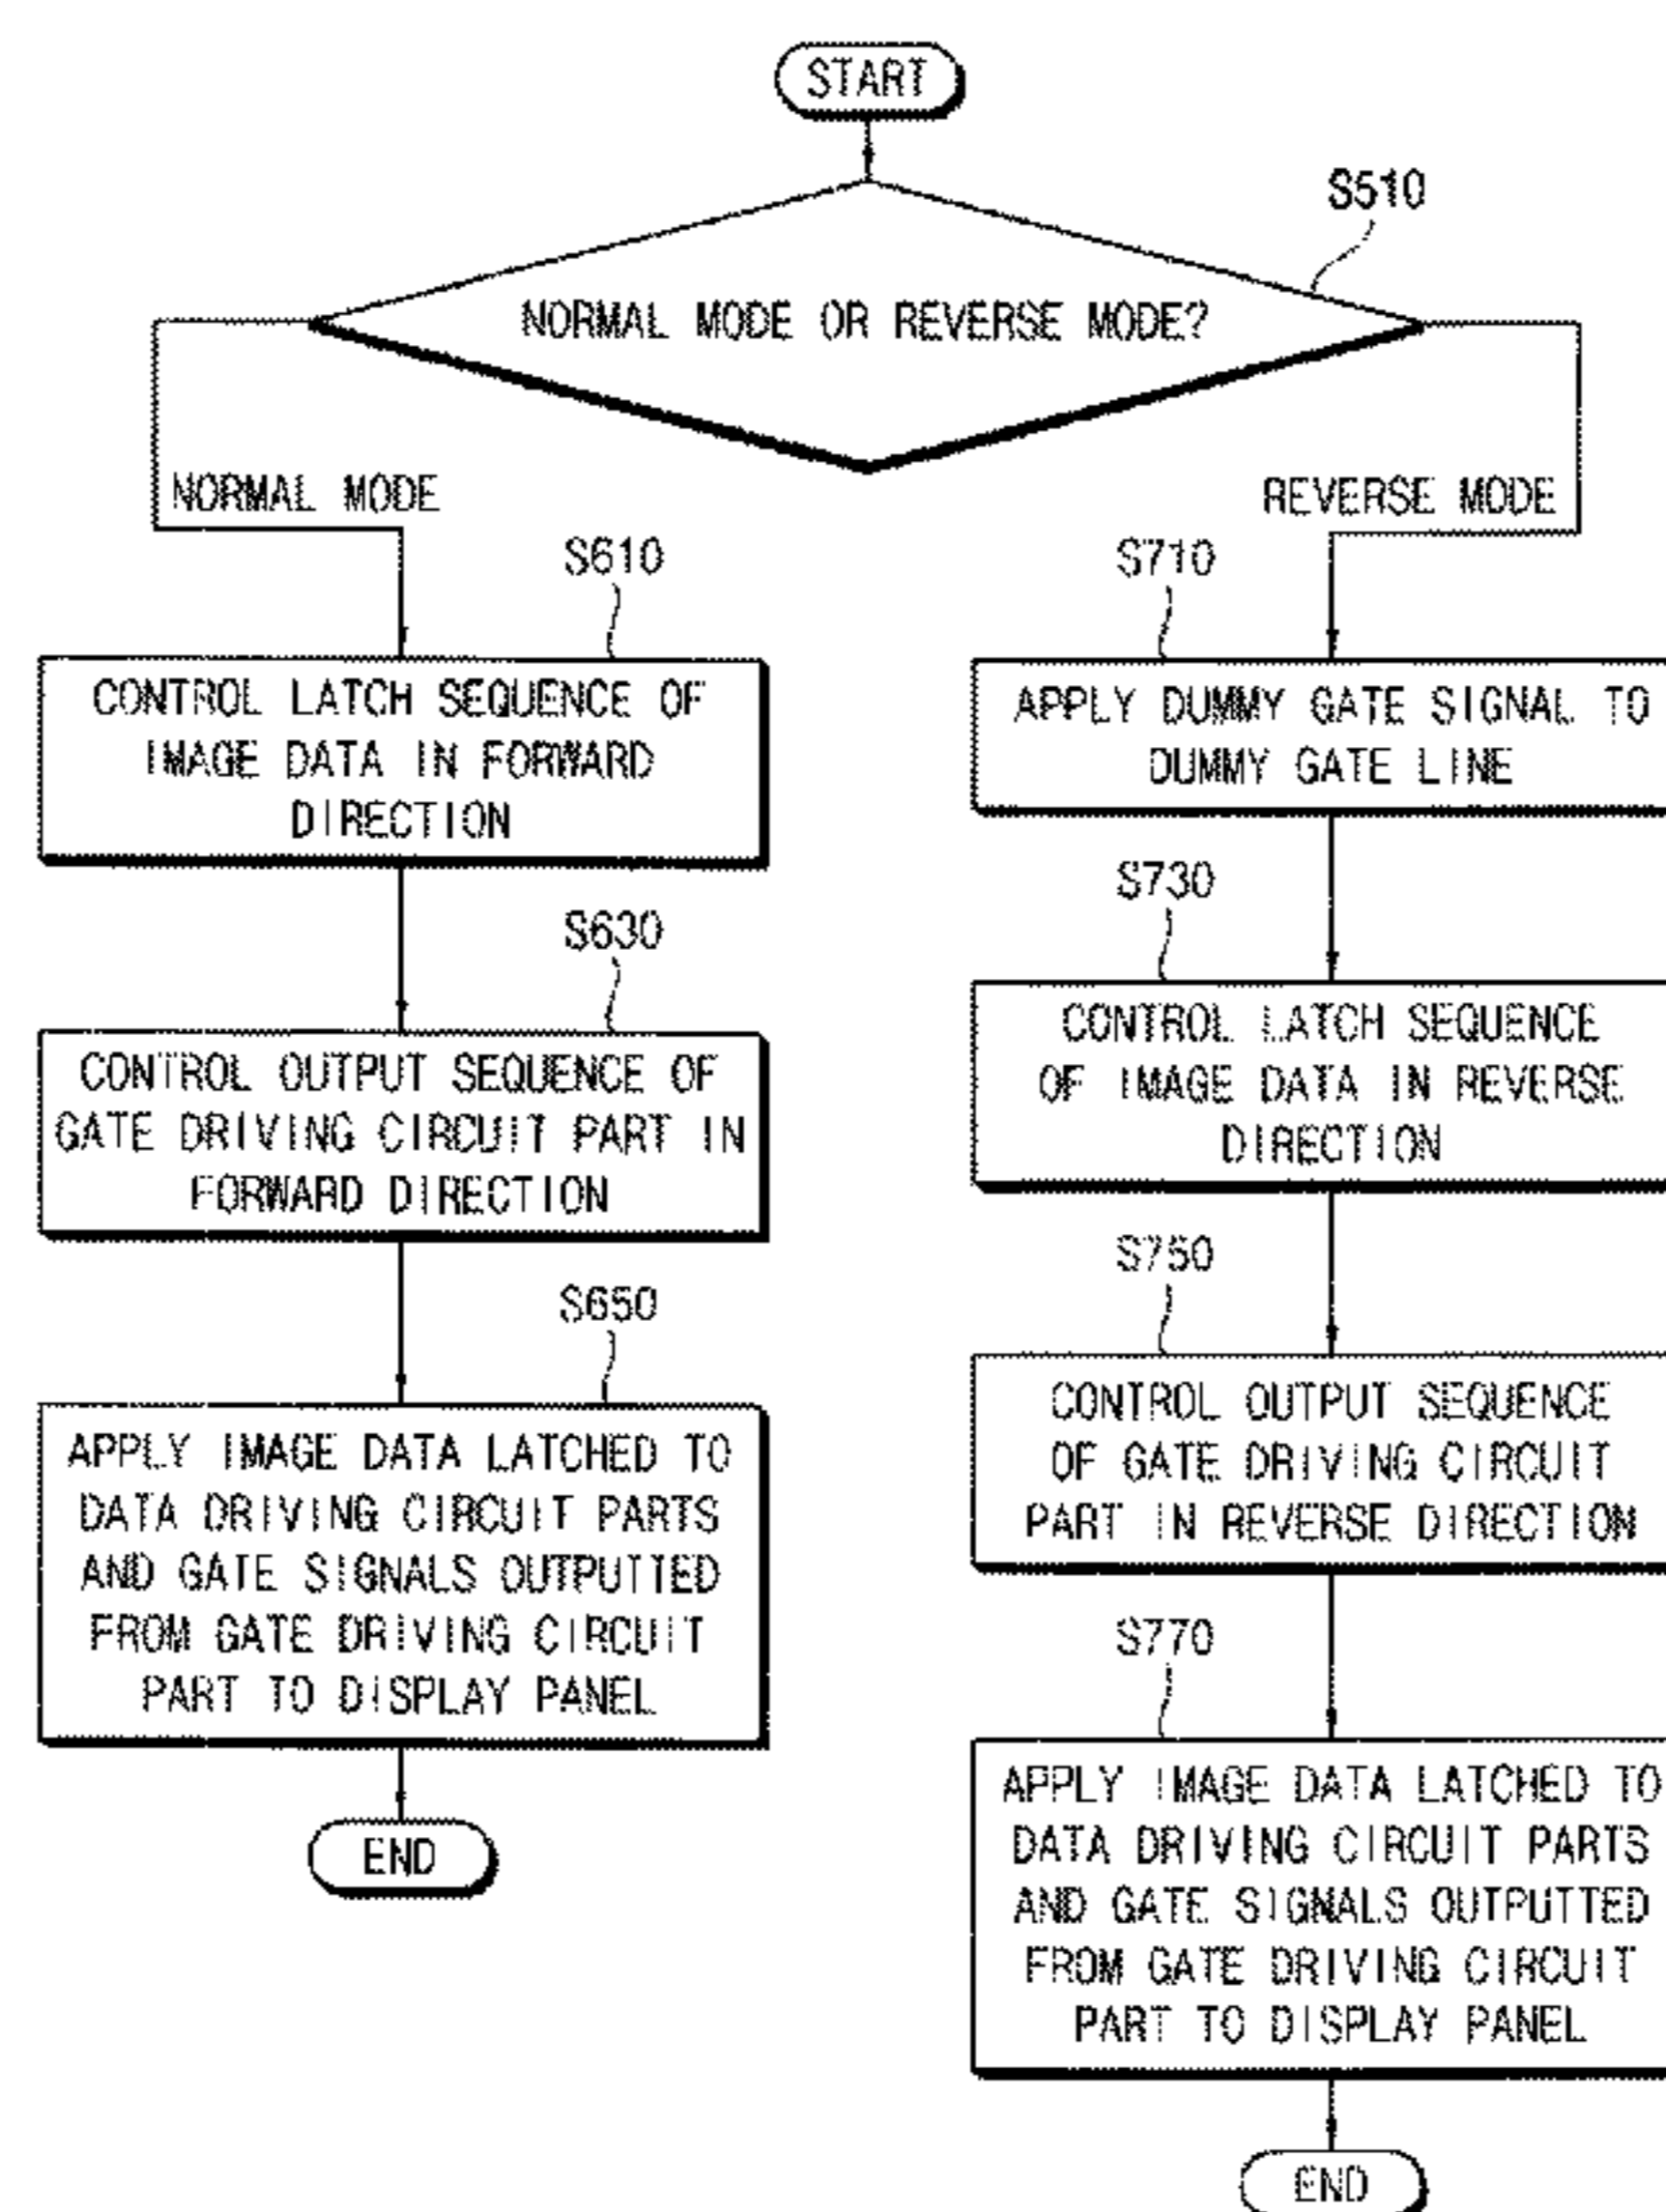 START
S510
NORMAL MODE OR REVERSE MODE?
NORMAL MODE
S610
CONTROL LATCH SEQUENCE OF
IMAGE DATA IN FORWARD
DIRECTION
S630
CONTROL OUTPUT SEQUENCE OF
GATE DRIVING CIRCUIT PART IN
FORWARD DIRECTION
S650
APPLY IMAGE DATA LATCHED TO
DATA DRIVING CIRCUIT PARTS
AND GATE SIGNALS OUTPUTTED
FROM GATE DRIVING CIRCUIT
PART TO DISPLAY PANEL
END
REVERSE MODE
S710
APPLY DUMMY GATE SIGNAL TO
DUMMY GATE LINE
S730
CONTROL LATCH SEQUENCE
OF IMAGE DATA IN REVERSE
DIRECTION
S750
CONTROL OUTPUT SEQUENCE
OF GATE DRIVING CIRCUIT
PART IN REVERSE DIRECTION
S770
APPLY IMAGE DATA LATCHED TO
DATA DRIVING CIRCUIT PARTS
AND GATE SIGNALS OUTPUTTED
FROM GATE DRIVING CIRCUIT
PART TO DISPLAY PANEL
END